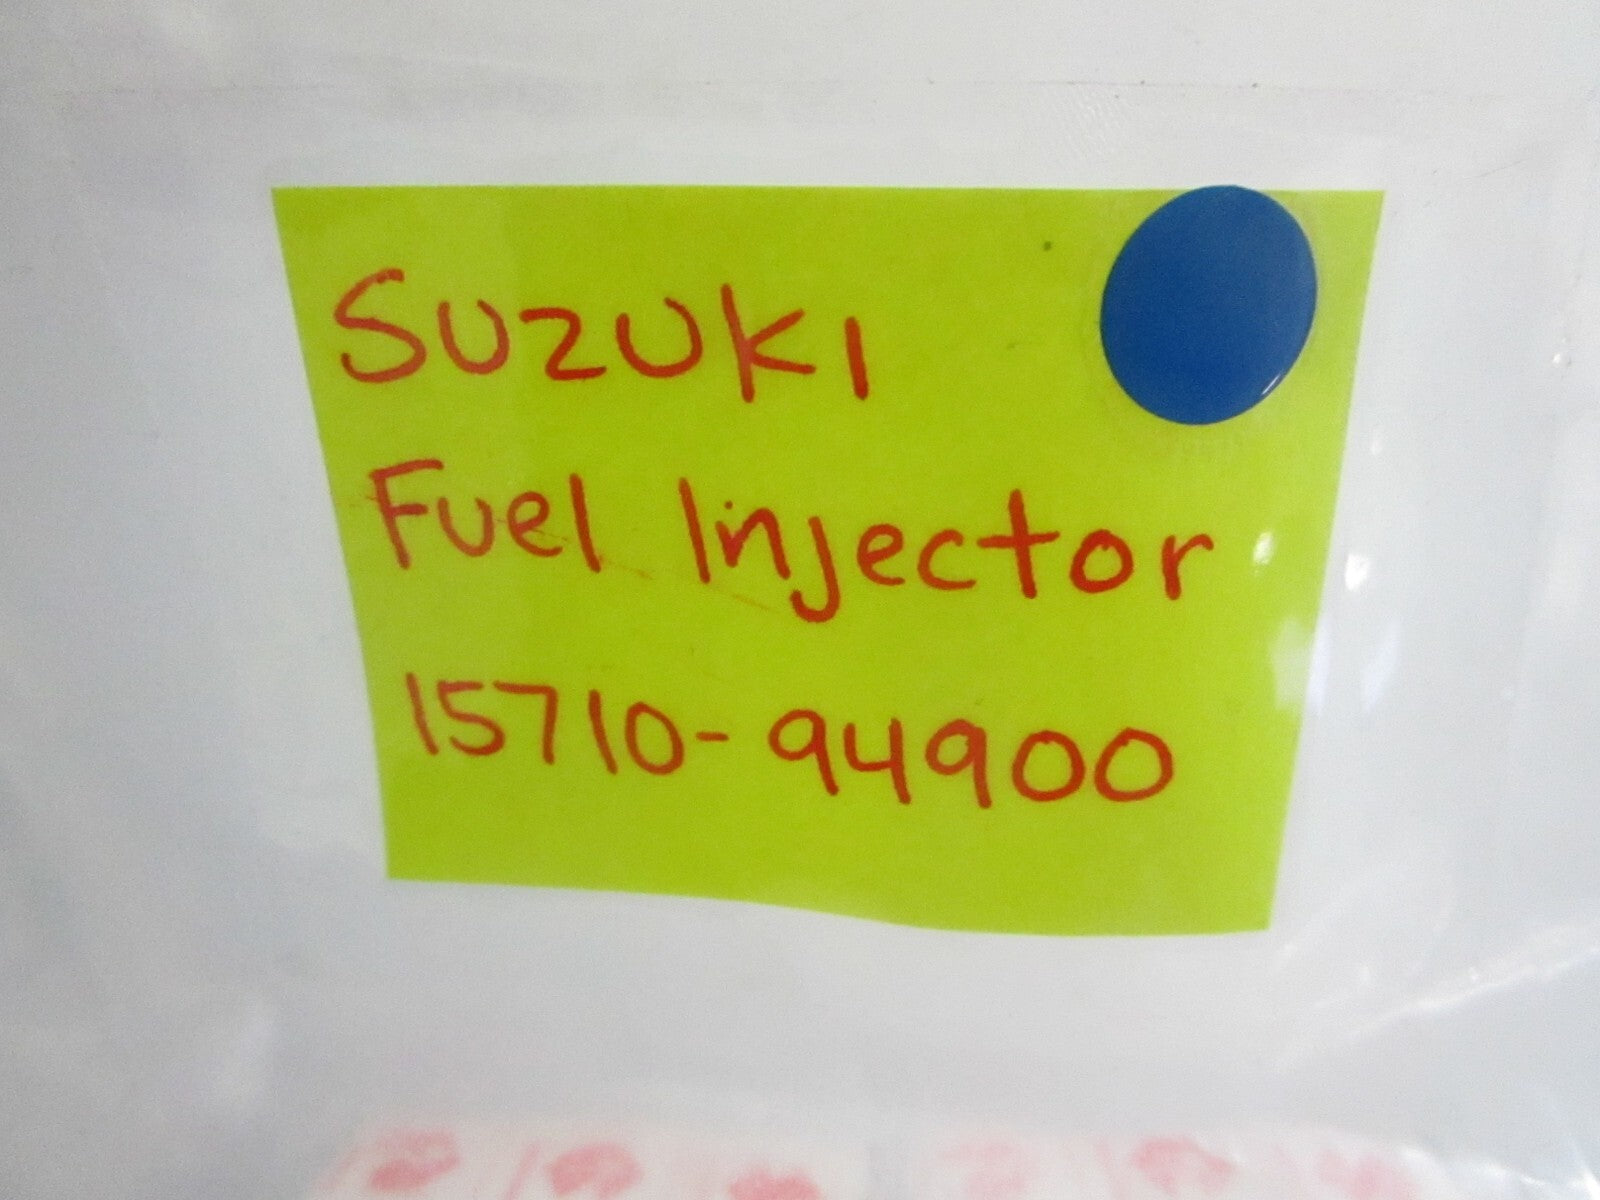 SUZUKI
Fuel Injector
15710-94900